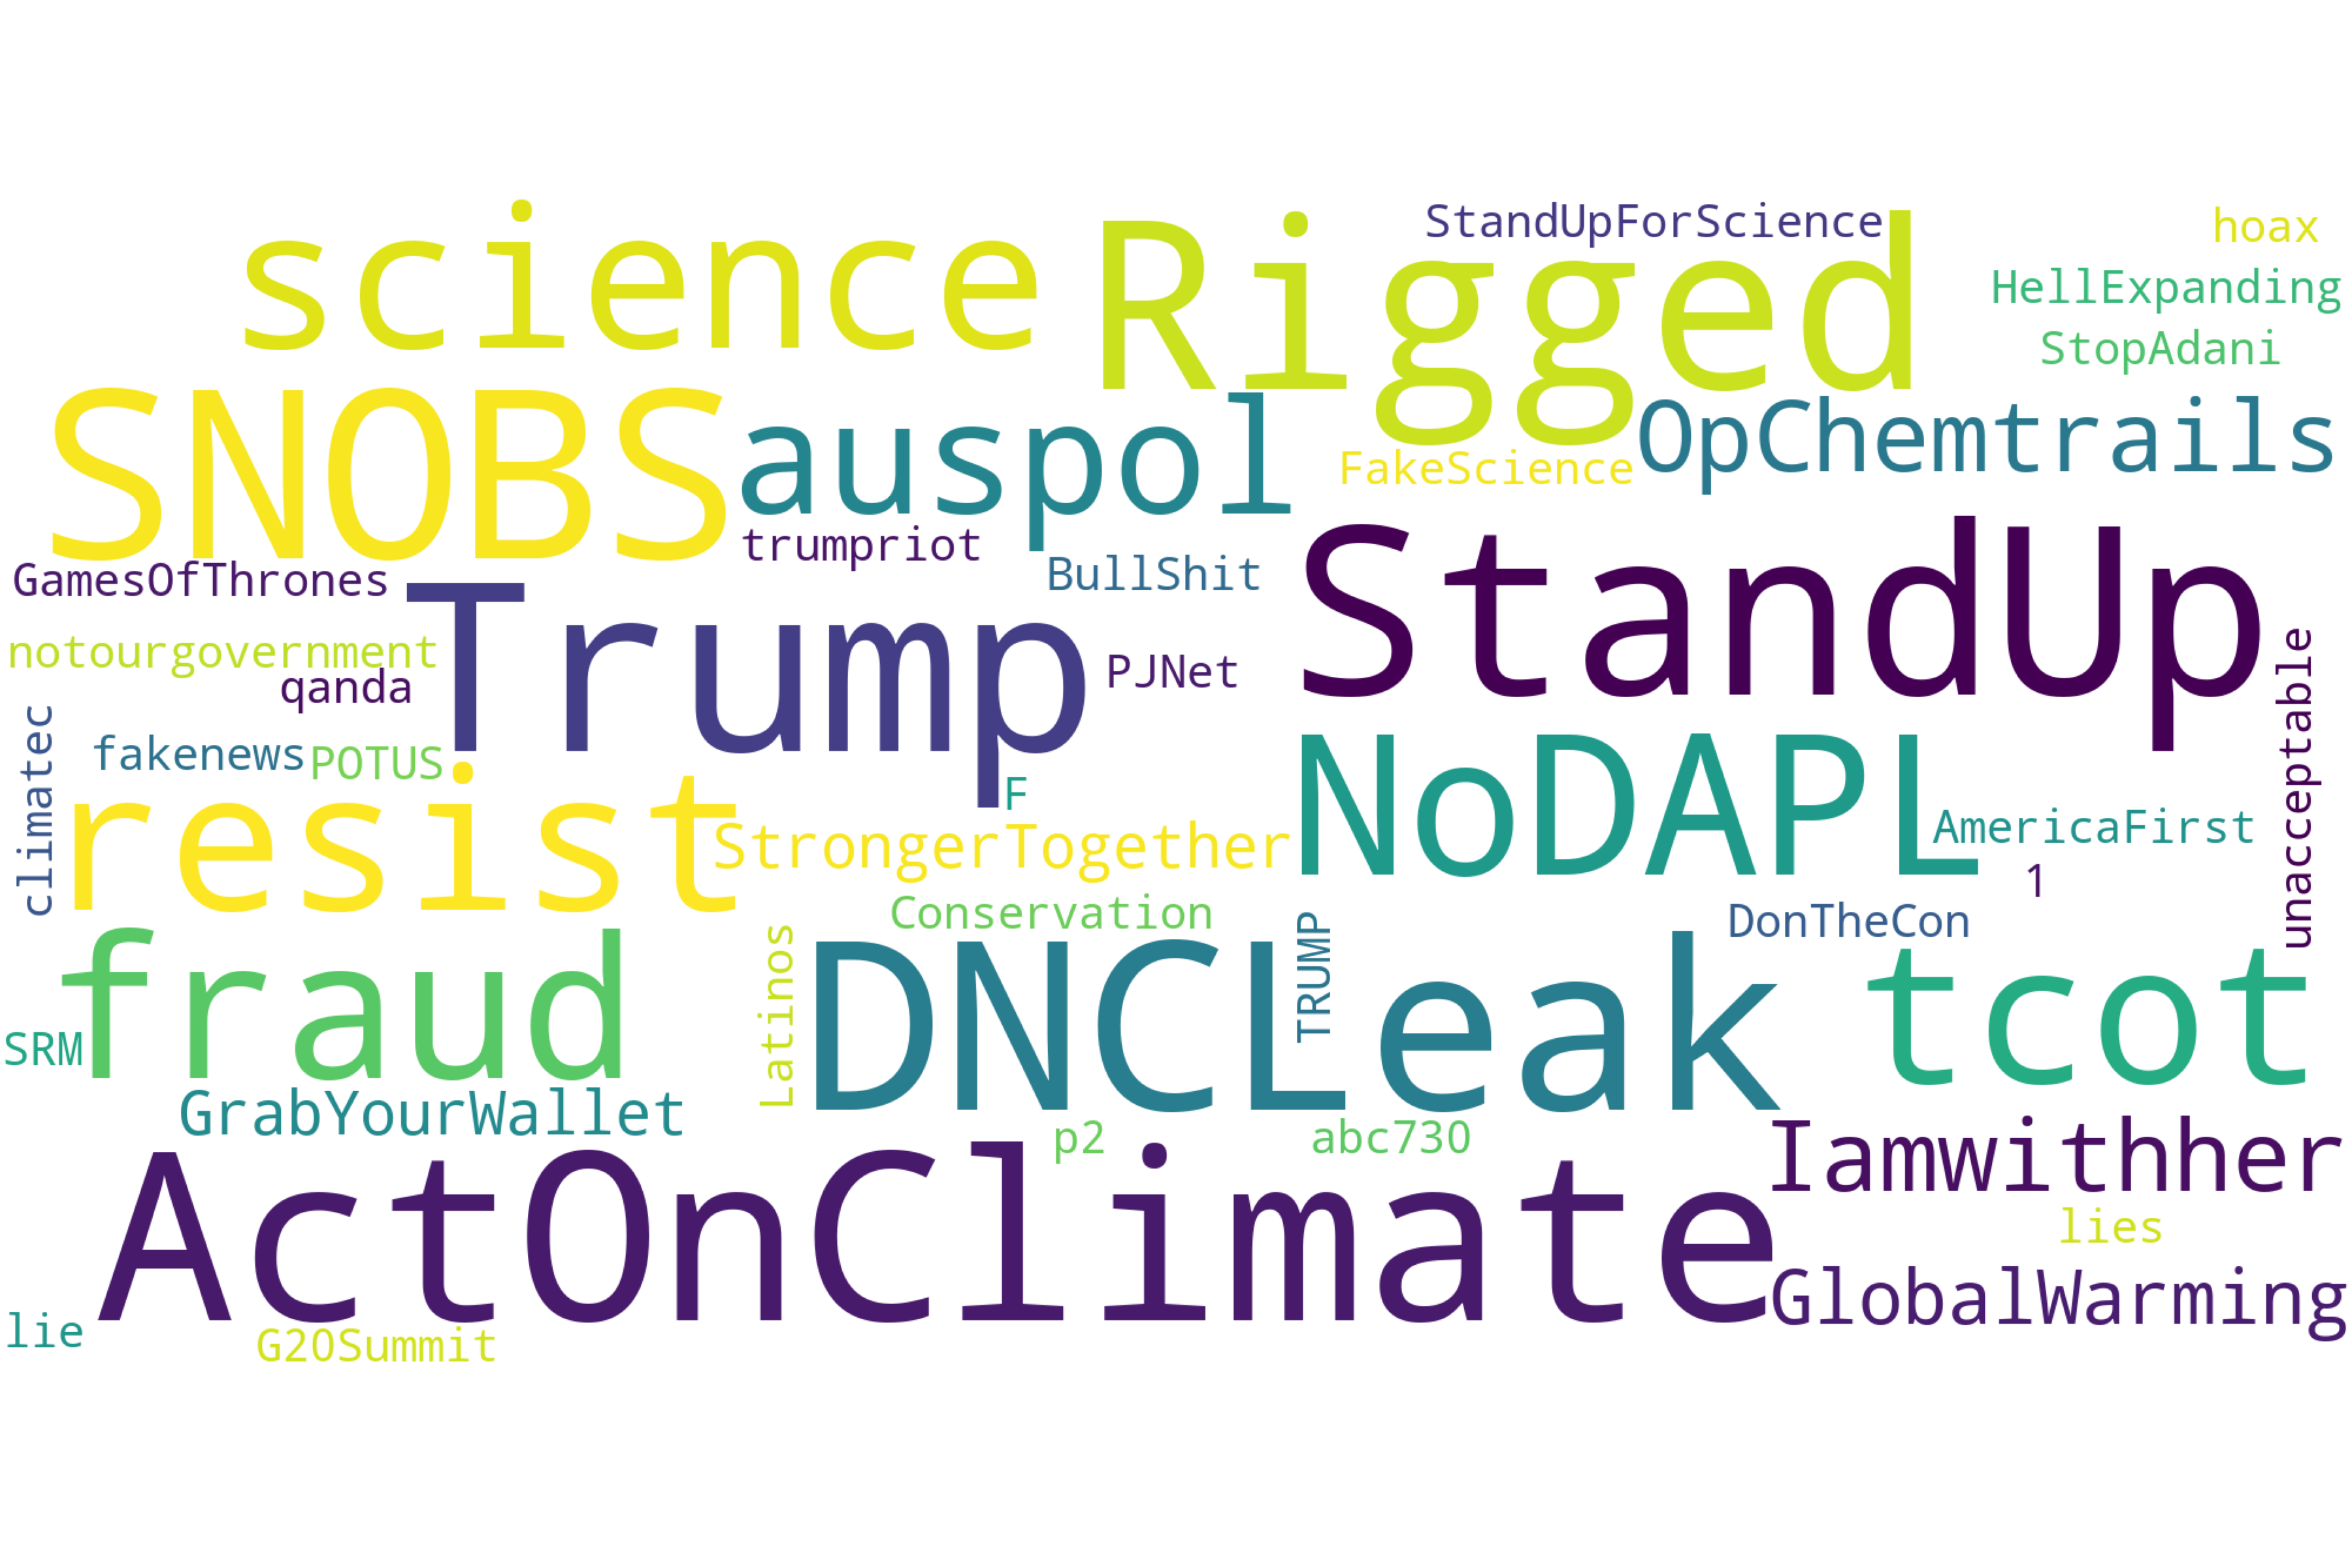 StandUpForScience
hoax
science
Rigged
HellExpanding
StopAdani
SNOBS
auspol
OpChemtrails
FakeScience
trumpriot
BullShit
GamesOfThrones
StandUp
Trump
notourgovernment
qanda
PJNet
unacceptable
climatec
fakenews
POTUS
F
NoDAPL
resist
StrongerTogether
AmericaFirst
1
Conservation
DonTheCon
fraud
Latinos
DNCLeak
TRUMP
tcot
SRM
GrabYourWallet
p2
abc730
Iamwithher
ActOnClimate
lies
GlobalWarming
lie
G20Summit